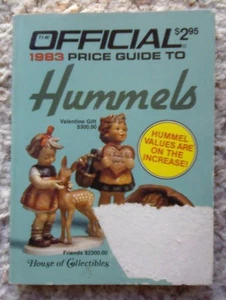 THE
OFFICIAL
$2.95
1983 PRICE GUIDE TO
Hummels
Valentine Gift
$300.00
HUMMEL
VALUES ARE
ON THE
INCREASE!
Friends $2300.00
House of Collectibles